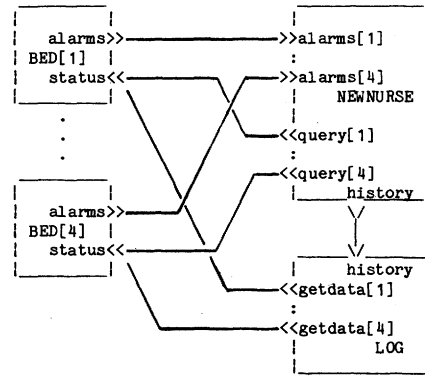 alarms>> >>alarms[1]
BED[1] :
status<< >>alarms[4]
NEWNURSE
<<query[1]
:
<<query[4]
alarms>> history
BED[4]
status<< history
<<getdata[1]
:
<<getdata[4]
LOG